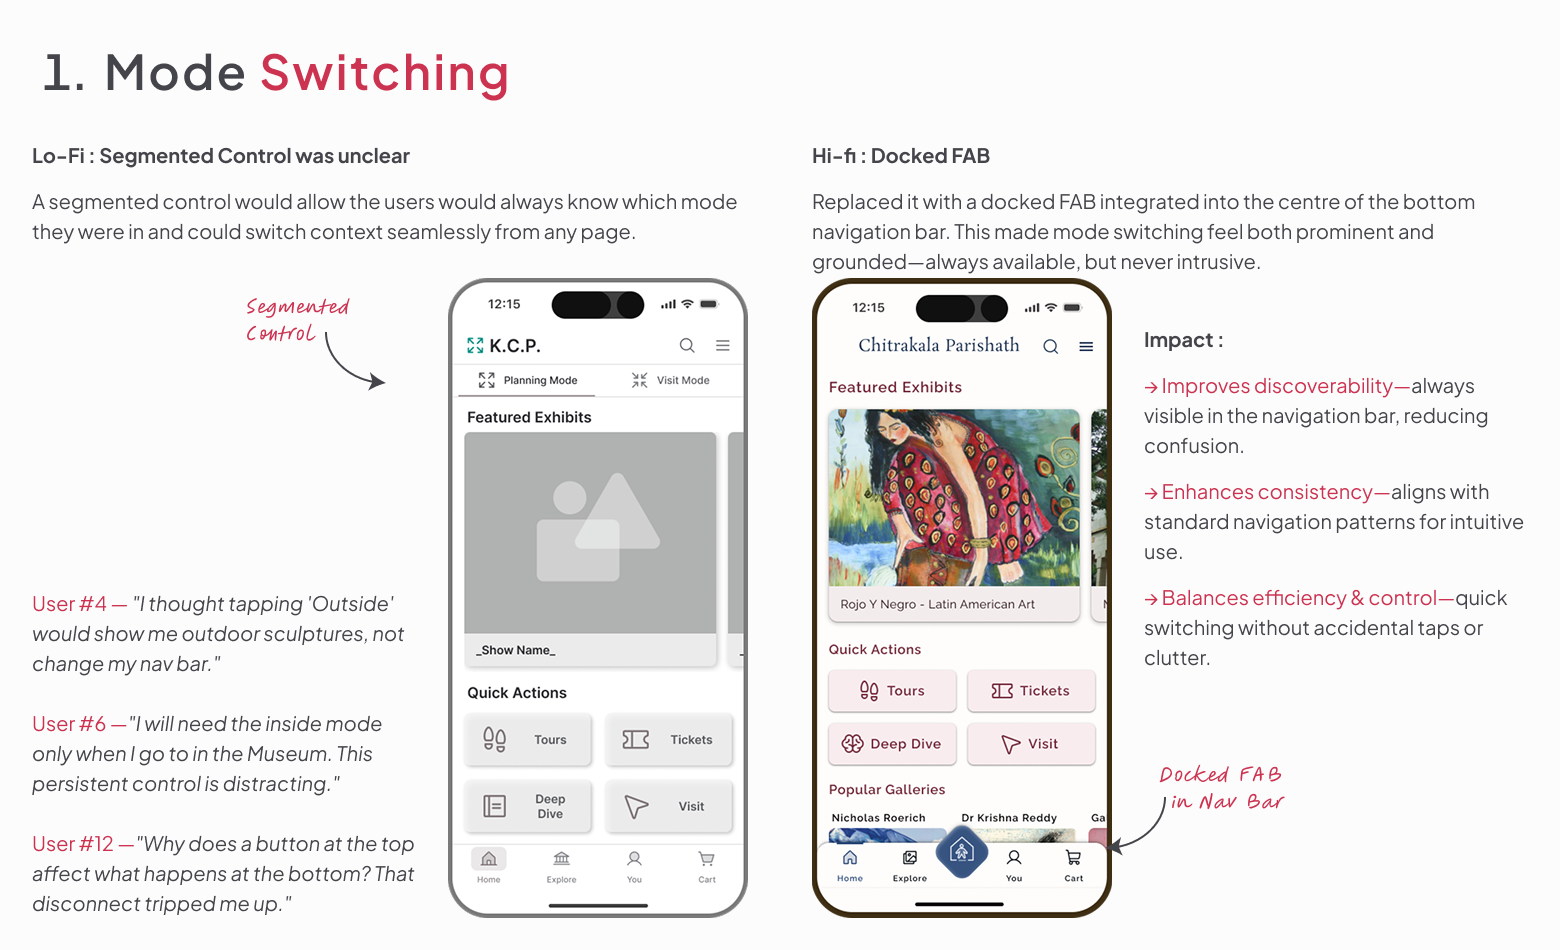 1. Mode Switching
Lo-Fi : Segmented Control was unclear
A segmented control would allow the users would always know which mode
they were in and could switch context seamlessly from any page.
Segmented
Control
12:15
K.C.P.
Planning Mode
Visit Mode
Featured Exhibits
_Show Name_
Quick Actions
Tours
Tickets
Deep
Dive
Visit
Home
Explore
You
Cart
User #4 — "I thought tapping 'Outside'
would show me outdoor sculptures, not
change my nav bar."
User #6 —"I will need the inside mode
only when I go to in the Museum. This
persistent control is distracting."
User #12 —"Why does a button at the top
affect what happens at the bottom? That
disconnect tripped me up."
Hi-fi : Docked FAB
Replaced it with a docked FAB integrated into the centre of the bottom
navigation bar. This made mode switching feel both prominent and
grounded—always available, but never intrusive.
12:15
Chitrakala Parishath
Featured Exhibits
Rojo Y Negro - Latin American Art
Quick Actions
Tours
Tickets
Deep Dive
Visit
Popular Galleries
Nicholas Roerich
Dr Krishna Reddy
Ga
Home
Explore
You
Cart
Impact :
→ Improves discoverability—always
visible in the navigation bar, reducing
confusion.
→ Enhances consistency—aligns with
standard navigation patterns for intuitive
use.
→ Balances efficiency & control—quick
switching without accidental taps or
clutter.
Docked FAB
in Nav Bar